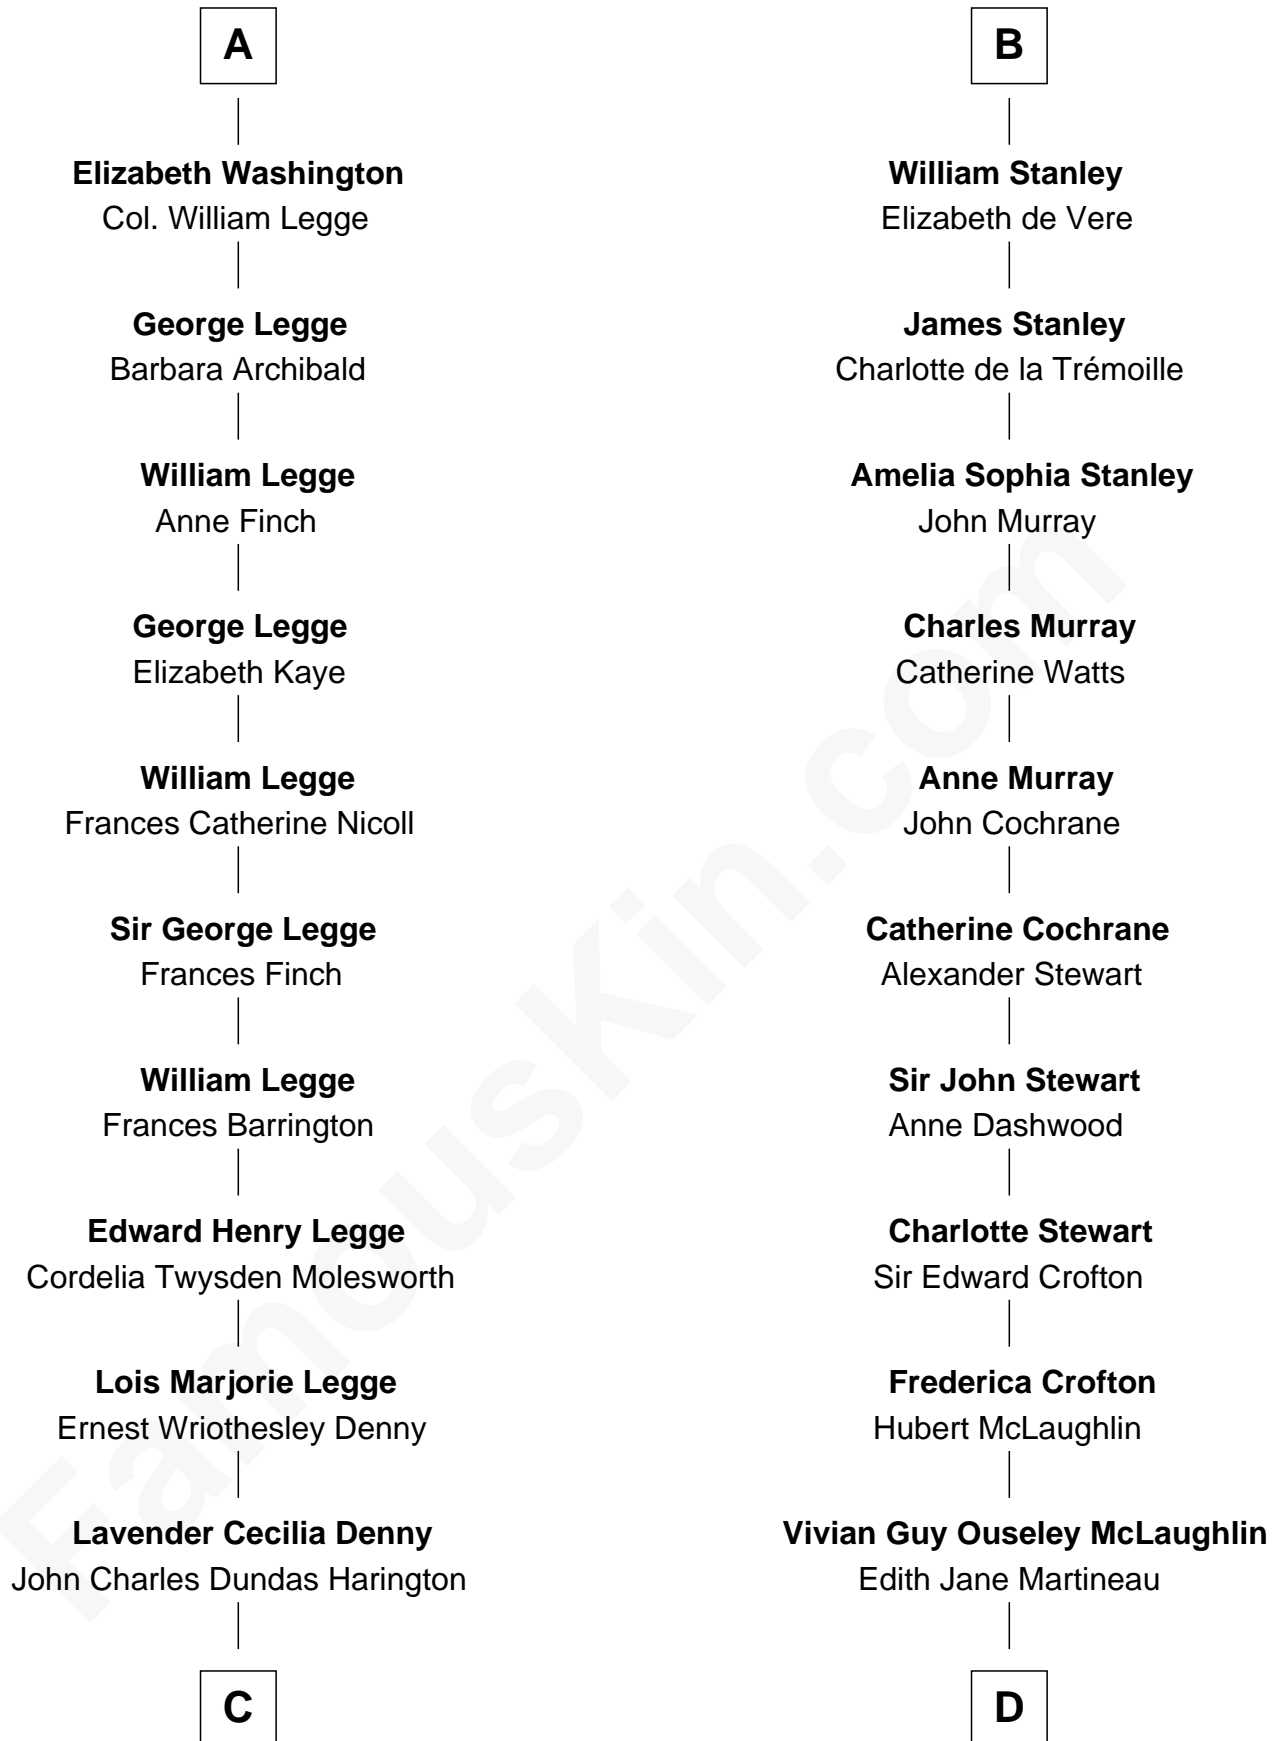 A
Elizabeth Washington
Col. William Legge
George Legge
Barbara Archibald
William Legge
Anne Finch
George Legge
Elizabeth Kaye
William Legge
Frances Catherine Nicoll
Sir George Legge
Frances Finch
William Legge
Frances Barrington
Edward Henry Legge
Cordelia Twysden Molesworth
Lois Marjorie Legge
Ernest Wriothesley Denny
Lavender Cecilia Denny
John Charles Dundas Harington
C
B
William Stanley
Elizabeth de Vere
James Stanley
Charlotte de la Trémoille
Amelia Sophia Stanley
John Murray
Charles Murray
Catherine Watts
Anne Murray
John Cochrane
Catherine Cochrane
Alexander Stewart
Sir John Stewart
Anne Dashwood
Charlotte Stewart
Sir Edward Crofton
Frederica Crofton
Hubert McLaughlin
Vivian Guy Ouseley McLaughlin
Edith Jane Martineau
D
FamousKin.com